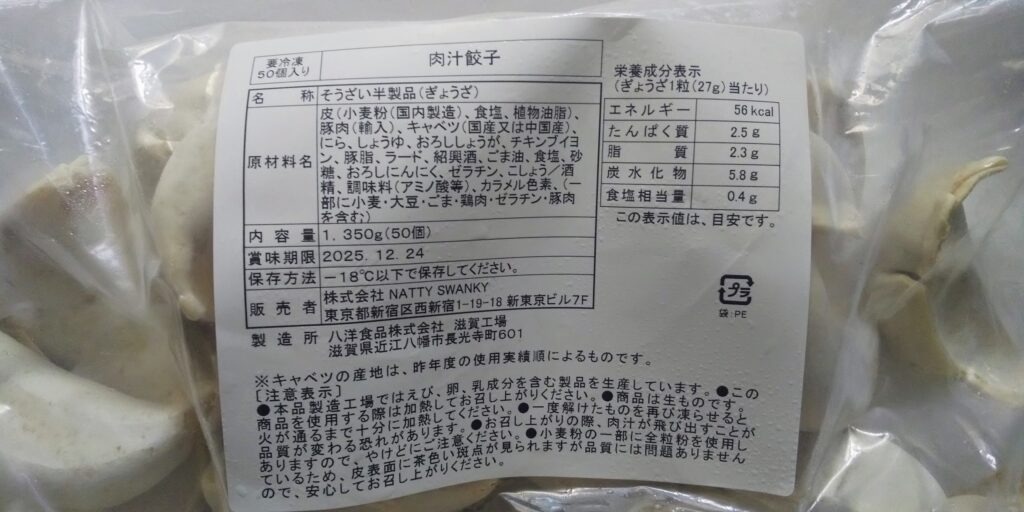 要冷凍
50個入り
肉汁餃子
名 称 そうざい半製品(ぎょうざ)
原材料名
皮(小麦粉(国内製造)、食塩、植物油脂)、
豚肉(輸入)、キャベツ(国産又は中国産)、
にら、しょうゆ、おろししょうが、チキンブイヨ
ン、豚脂、ラード、紹興酒、ごま油、食塩、砂
糖、おろしにんにく、ゼラチン、こしょう/酒
精、調味料(アミノ酸等)、カラメル色素、(一
部に小麦・大豆・ごま・鶏肉・ゼラチン・豚肉
を含む)
内容量 1,350g(50個)
賞味期限 2025.12.24
保存方法 -18℃以下で保存してください。
販売者 株式会社 NATTY SWANKY
東京都新宿区西新宿1-19-18 新東京ビル7F
製造所 八洋食品株式会社 滋賀工場
滋賀県近江八幡市長光寺町601
栄養成分表示
(ぎょうざ1粒(27g)当たり)
エネルギー 56kcal
たんぱく質 2.5g
脂質 2.3g
炭水化物 5.8g
食塩相当量 0.4g
この表示値は、目安です。
プラ
袋:PE
※キャベツの産地は、昨年度の使用実績順によるものです。
[注意表示]
●本品製造工場ではえび、卵、乳成分を含む製品を生産しています。●この
商品を使用する際は加熱してください。●商品は生ものです。
火が通るまで十分に加熱してお召し上がりください。●一度解けたものを再び凍らせると
品質が変わる恐れがあります。●お召し上がりの際、肉汁が飛び出すことが
ありますので、やけどにご注意ください。●小麦粉の一部に全粒粉を使用し
ているため、皮表面に茶色い斑点が見られますが品質には問題ありません
ので、安心してお召し上がりください。